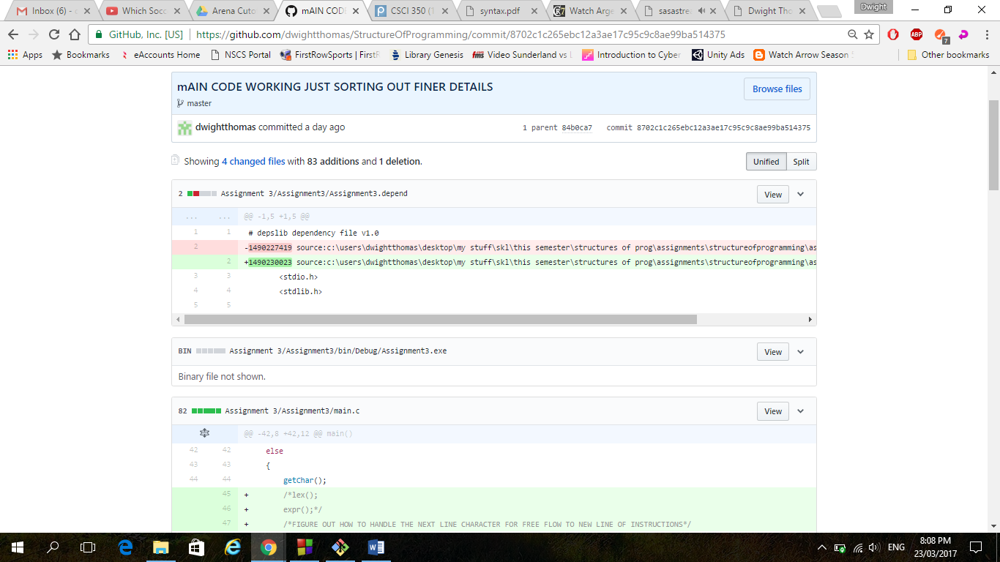 Dwight
Inbox (6) - d
Which Socc
Arena Cuto
mAIN CODE
CSCI 350 (1
syntax.pdf
Watch Arge
sasastre
Dwight Tho
GitHub, Inc. [US] https://github.com/dwightthomas/StructureOfProgramming/commit/8702c1c265ebc12a3ae17c95c9c8ae99ba514375
ABP
7
Apps Bookmarks eAccounts Home NSCS Portal FirstRowSports | FirstR Library Genesis Video Sunderland vs L Introduction to Cyber Unity Ads Watch Arrow Season 5 Other bookmarks
mAIN CODE WORKING JUST SORTING OUT FINER DETAILS
Browse files
master
dwightthomas committed a day ago
1 parent 84b0ca7 commit 8702c1c265ebc12a3ae17c95c9c8ae99ba514375
Showing 4 changed files with 83 additions and 1 deletion.
Unified Split
2 Assignment 3/Assignment3/Assignment3.depend View
... ... @@ -1,5 +1,5 @@
1 1 # depslib dependency file v1.0
2 -1490227419 source:c:\users\dwightthomas\desktop\my stuff\skl\this semester\structures of prog\assignments\structureofprogramming\as
2 +1490230023 source:c:\users\dwightthomas\desktop\my stuff\skl\this semester\structures of prog\assignments\structureofprogramming\as
3 3 <stdio.h>
4 4 <stdlib.h>
5 5
BIN Assignment 3/Assignment3/bin/Debug/Assignment3.exe View
Binary file not shown.
82 Assignment 3/Assignment3/main.c View
@@ -42,8 +42,12 @@ main()
42 42 else
43 43 {
44 44 getChar();
45 + /*lex();
46 + expr();*/
47 + /*FIGURE OUT HOW TO HANDLE THE NEXT LINE CHARACTER FOR FREE FLOW TO NEW LINE OF INSTRUCTIONS*/
ENG
8:08 PM
23/03/2017